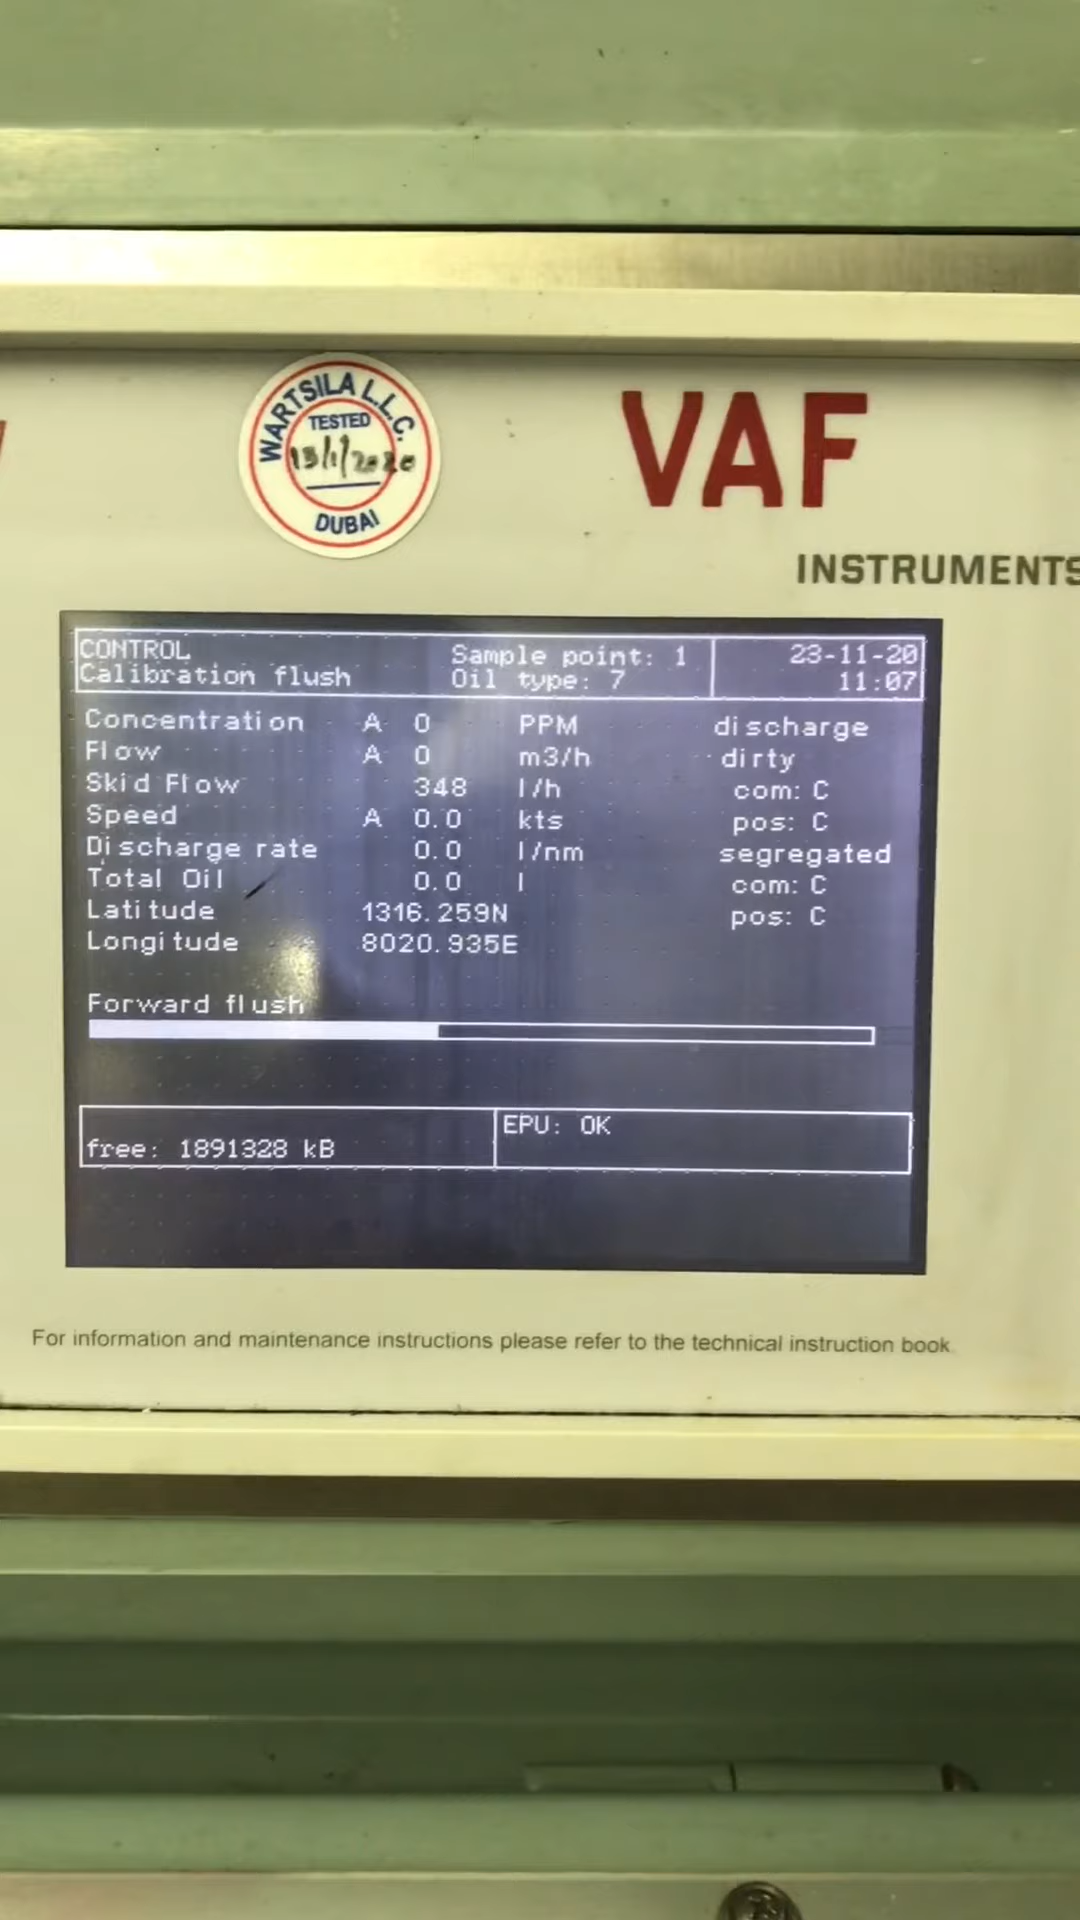 WARTSILA L.L.C.
TESTED
13/1/2020
DUBAI
VAF
INSTRUMENTS
CONTROL Sample point: 1 23-11-20
Calibration flush Oil type: 7 11:07
Concentration A 0 PPM discharge
Flow A 0 m3/h dirty
Skid Flow 348 l/h com: C
Speed A 0.0 kts pos: C
Discharge rate 0.0 l/nm segregated
Total Oil 0.0 l com: C
Latitude 1316.259N pos: C
Longitude 8020.935E
Forward flush
EPU: OK
free: 1891328 kB
For information and maintenance instructions please refer to the technical instruction book.